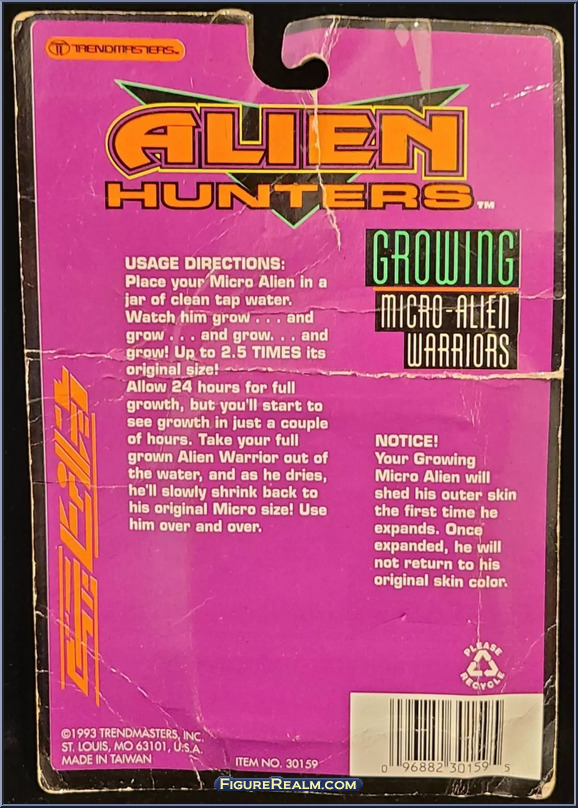 TRENDMASTERS™
ALIEN
HUNTERS™
GROWING
MICRO-ALIEN
WARRIORS
USAGE DIRECTIONS:
Place your Micro Alien in a
jar of clean tap water.
Watch him grow . . . and
grow . . . and grow. . . and
grow! Up to 2.5 TIMES its
original size!
Allow 24 hours for full
growth, but you'll start to
see growth in just a couple
of hours. Take your full
grown Alien Warrior out of
the water, and as he dries,
he'll slowly shrink back to
his original Micro size! Use
him over and over.
NOTICE!
Your Growing
Micro Alien will
shed his outer skin
the first time he
expands. Once
expanded, he will
not return to his
original skin color.
PLEASE
RECYCLE
©1993 TRENDMASTERS, INC.
ST. LOUIS, MO 63101, U.S.A.
MADE IN TAIWAN
ITEM NO. 30159
0 96882 30159 5
FIGUREREALM.COM